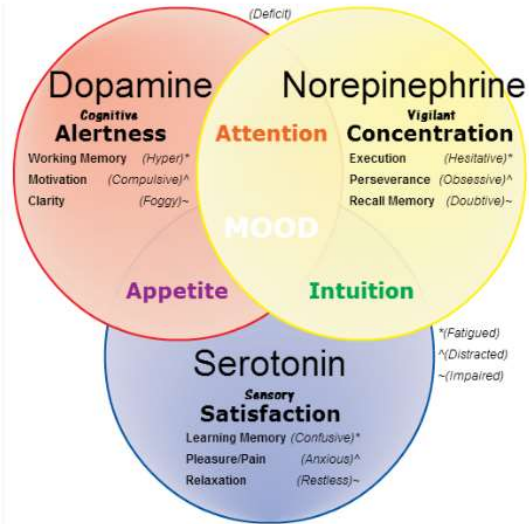 (Deficit)
Dopamine
Norepinephrine
Cognitive
Alertness
Working Memory (Hyper)*
Motivation (Compulsive)^
Clarity (Foggy)~
Attention
Vigilant
Concentration
Execution (Hesitative)*
Perseverance (Obsessive)^
Recall Memory (Doubtive)~
MOOD
Appetite
Intuition
*(Fatigued)
^(Distracted)
~(Impaired)
Serotonin
Sensory
Satisfaction
Learning Memory (Confusive)*
Pleasure/Pain (Anxious)^
Relaxation (Restless)~